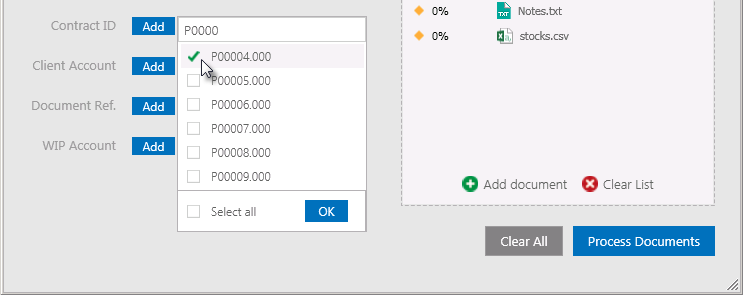 Contract ID Add P0000
P00004.000
Client Account Add
P00005.000
Document Ref. Add P00006.000
P00007.000
WIP Account Add
P00008.000
P00009.000
Select all OK
0% TXT Notes.txt
0% stocks.csv
Add document Clear List
Clear All Process Documents